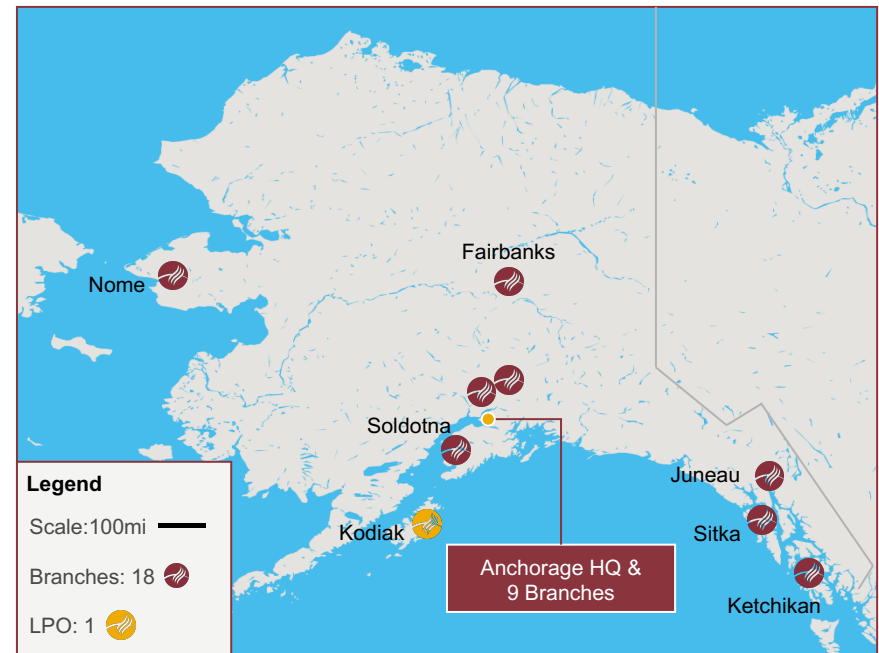 Fairbanks
Nome
Soldotna
Juneau
Kodiak
Sitka
Ketchikan
Anchorage HQ &
9 Branches
Legend
Scale:100mi
Branches: 18
LPO: 1